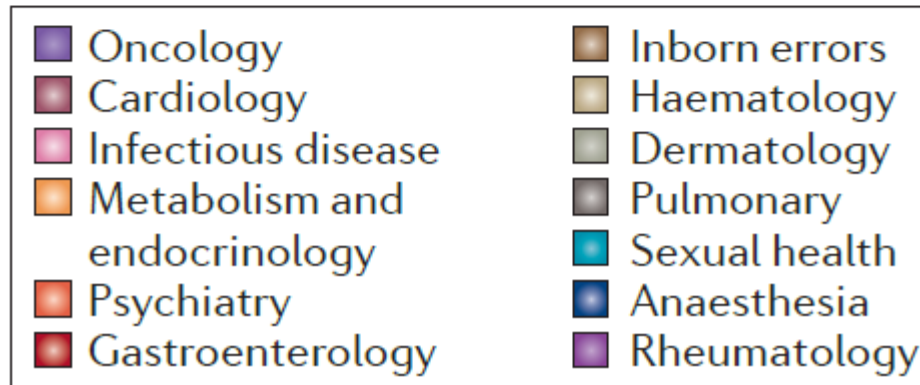 Oncology
Cardiology
Infectious disease
Metabolism and
endocrinology
Psychiatry
Gastroenterology
Inborn errors
Haematology
Dermatology
Pulmonary
Sexual health
Anaesthesia
Rheumatology